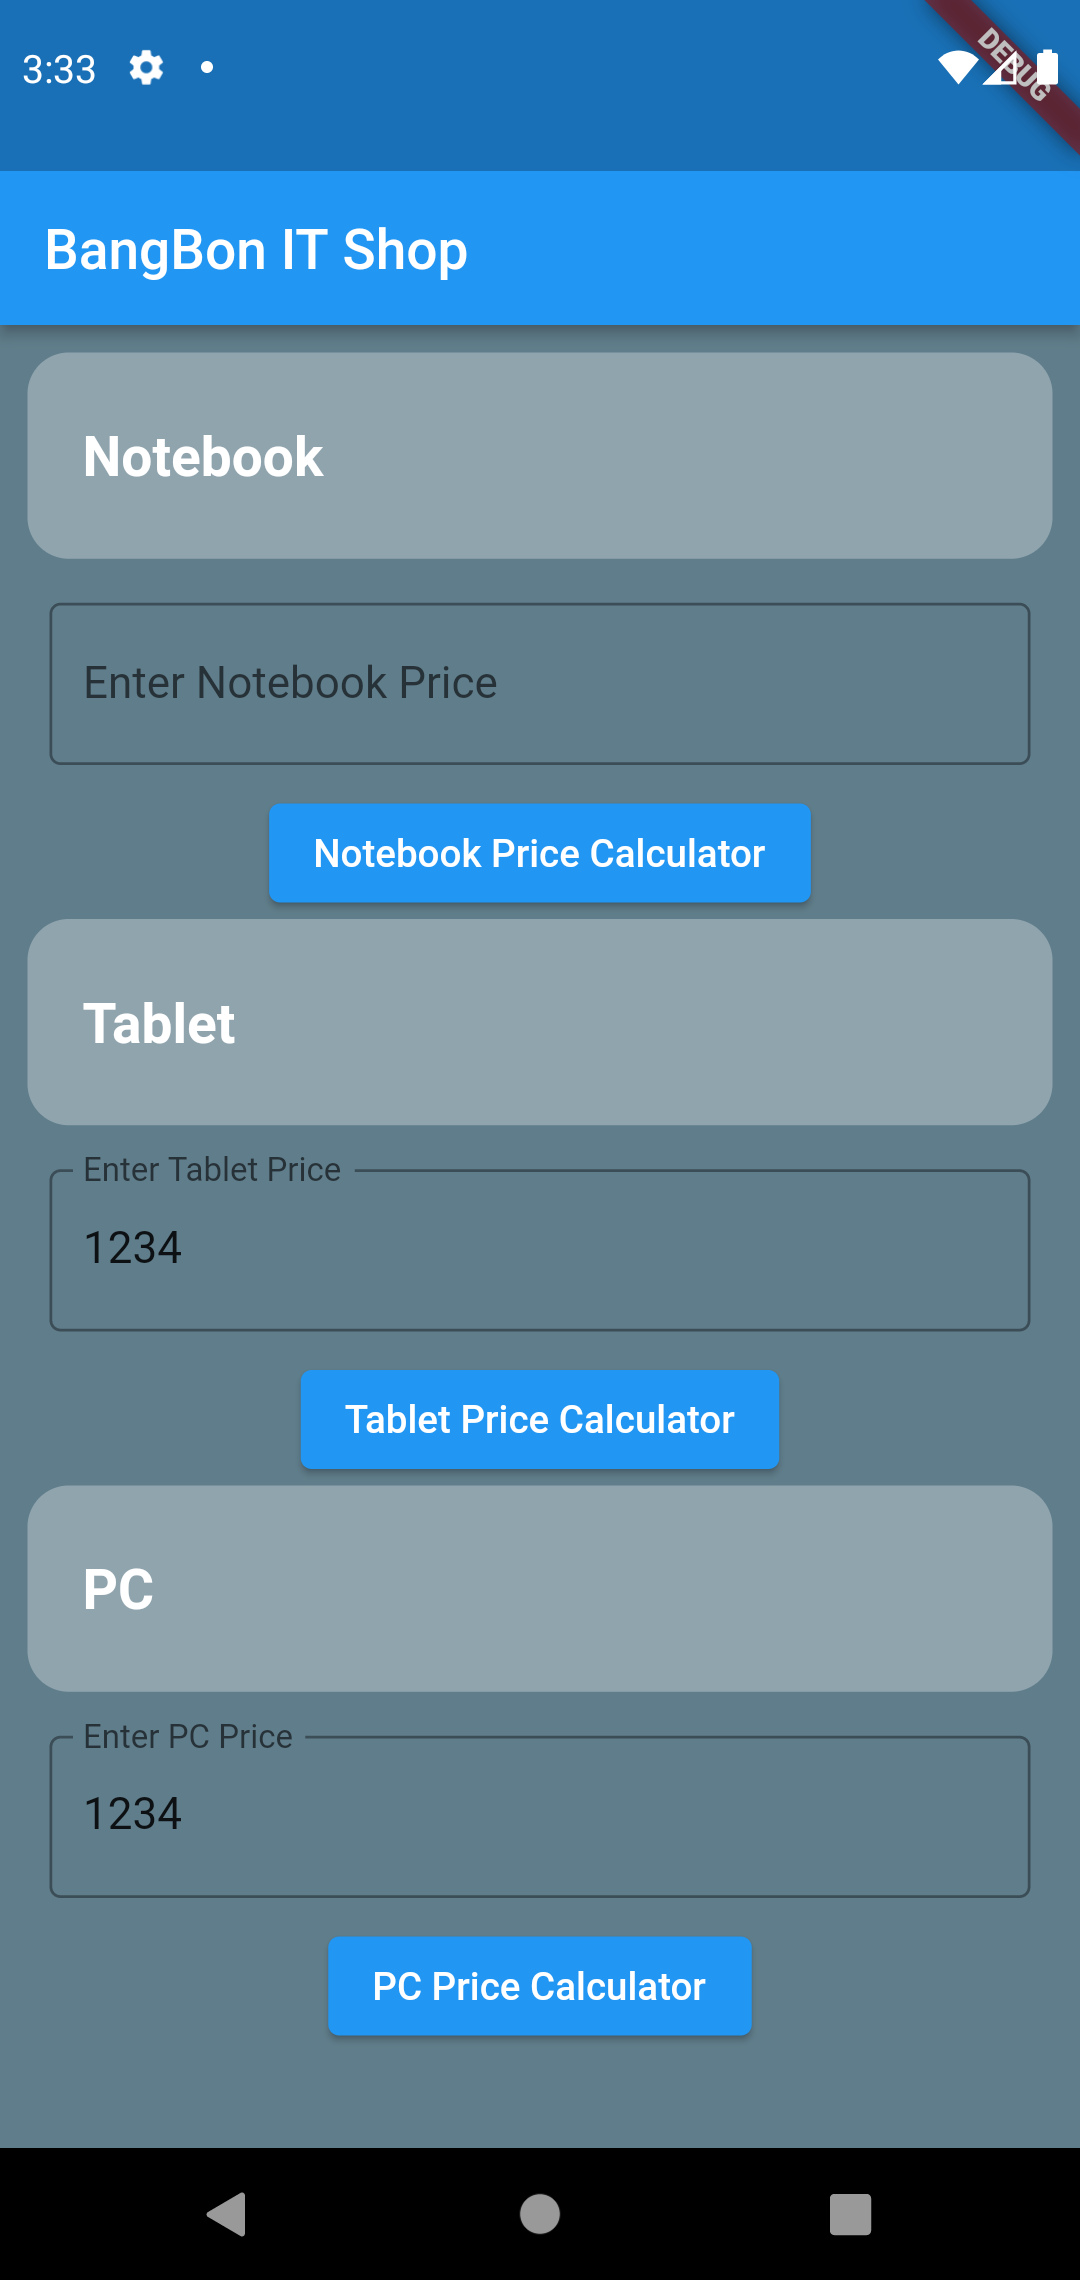 3:33
DEBUG
BangBon IT Shop
Notebook
Enter Notebook Price
Notebook Price Calculator
Tablet
Enter Tablet Price
1234
Tablet Price Calculator
PC
Enter PC Price
1234
PC Price Calculator